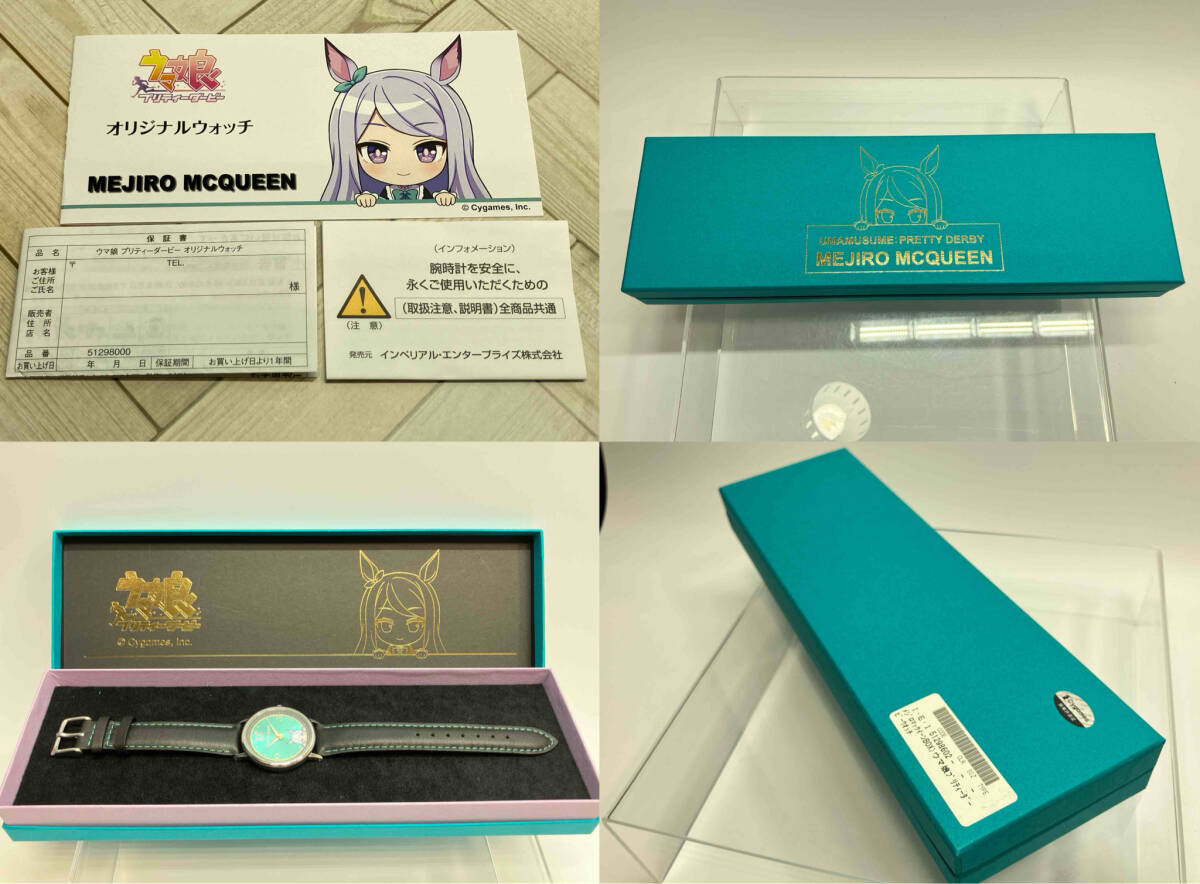 ウマ娘
プリティーダービー
オリジナルウォッチ
MEJIRO MCQUEEN
© Cygames, Inc.
保証書
品名 ウマ娘 プリティーダービー オリジナルウォッチ
お客様
ご住所
ご氏名
〒 TEL.
様
販売者
住所
店名
品番 51298000
お買い上げ日 年 月 日 保証期間 お買い上げ日より1年間
(インフォメーション)
腕時計を安全に、
永くご使用いただくための
(取扱注意、説明書)全商品共通
(注意)
発売元 インペリアル・エンタープライズ株式会社
UMAMUSUME:PRETTY DERBY
MEJIRO MCQUEEN
ウマ娘
プリティーダービー
© Cygames, Inc.
Cygames
CODE CLR SIZ TYPE